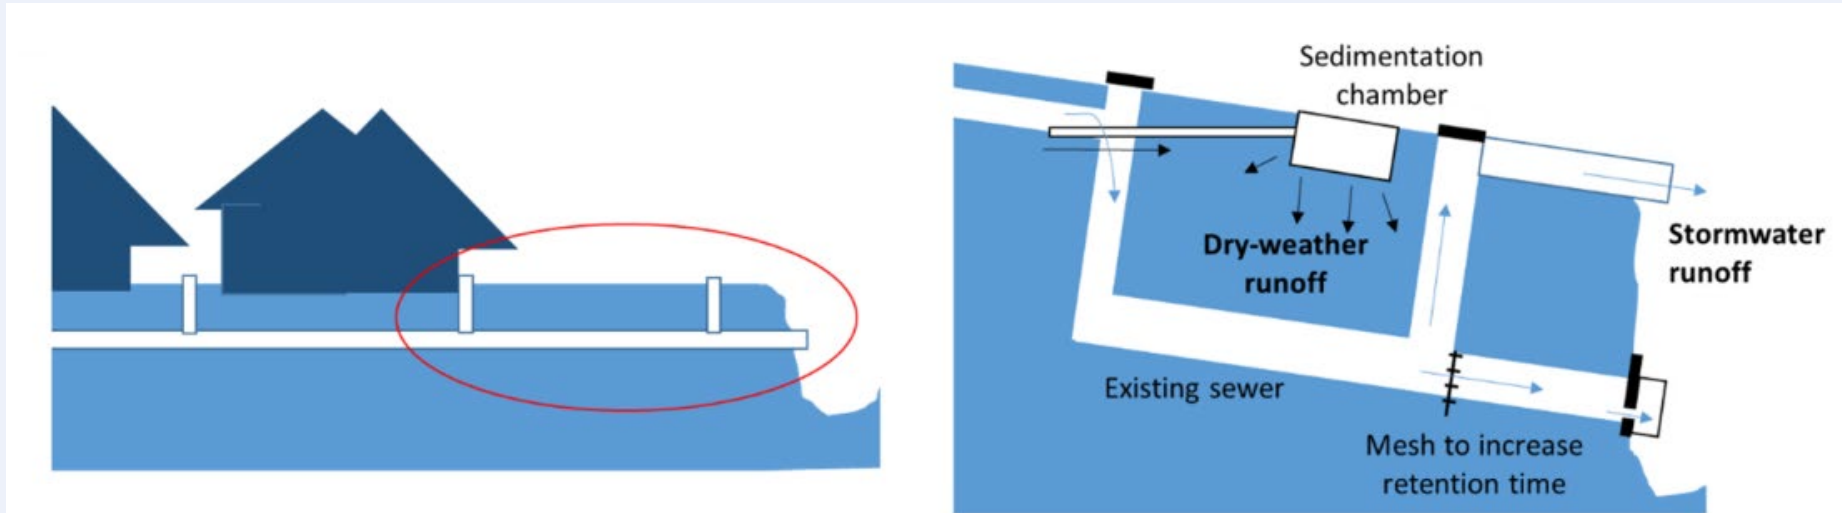 Sedimentation
chamber
Dry-weather
runoff
Stormwater
runoff
Existing sewer
Mesh to increase
retention time